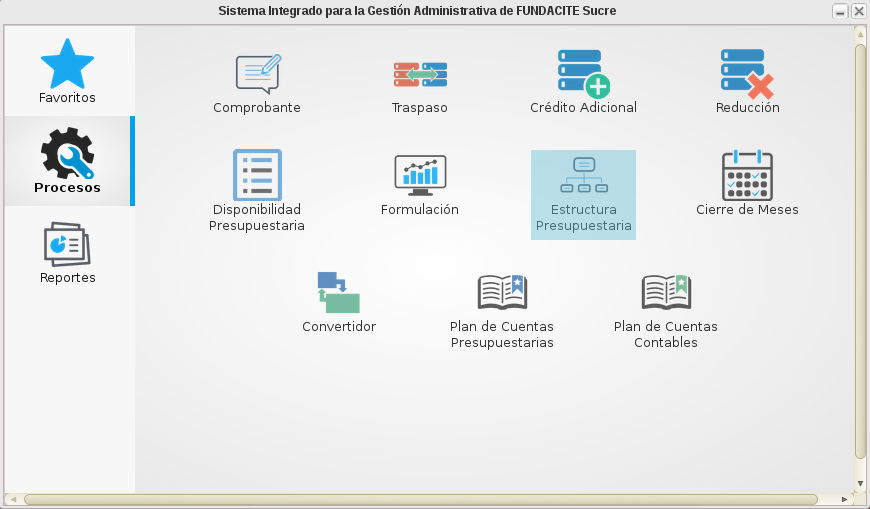 Sistema Integrado para la Gestión Administrativa de FUNDACITE Sucre
Favoritos
Procesos
Reportes
Comprobante
Traspaso
Crédito Adicional
Reducción
Disponibilidad
Presupuestaria
Formulación
Estructura
Presupuestaria
Cierre de Meses
Convertidor
Plan de Cuentas
Presupuestarias
Plan de Cuentas
Contables